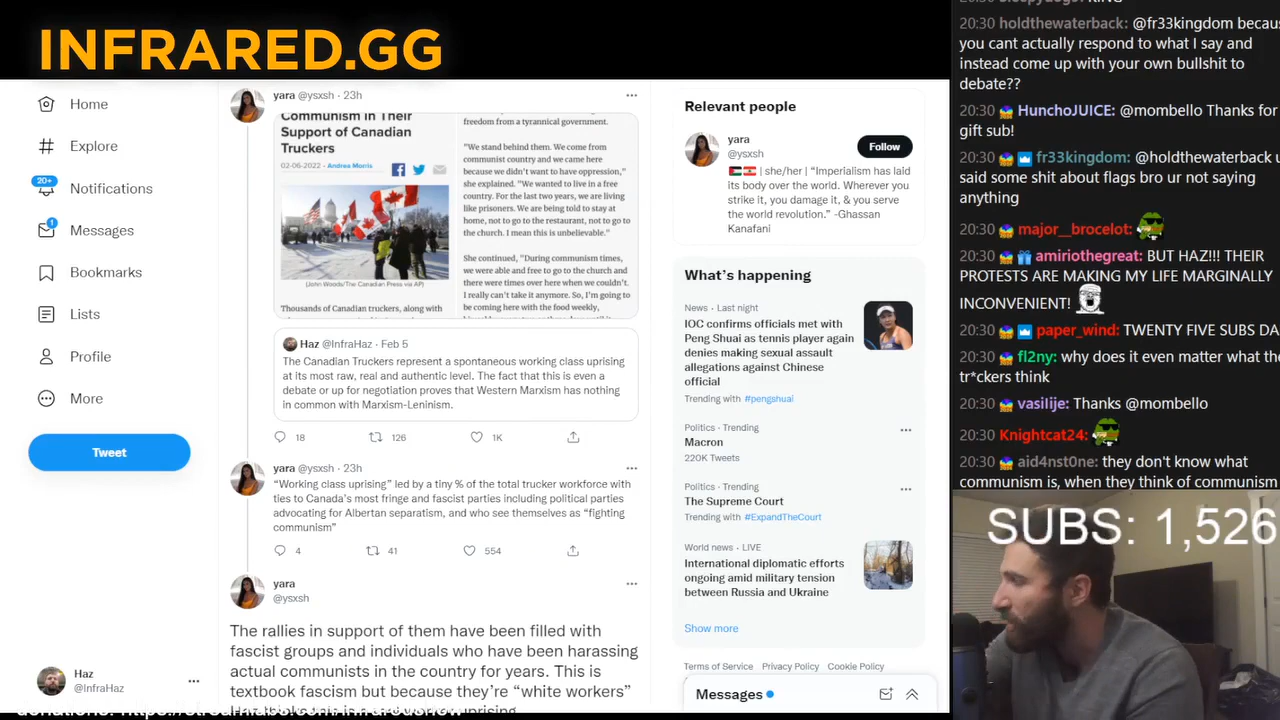 INFRARED.GG
Home
Explore
20+
Notifications
1
Messages
Bookmarks
Lists
Profile
More
Tweet
Haz
@InfraHaz
yara @ysxsh · 23h
Communism in Their
Support of Canadian
Truckers
02-06-2022 - Andrea Morris
(John Woods/The Canadian Press via AP)
Thousands of Canadian truckers, along with
freedom from a tyrannical government.
"We stand behind them. We come from
communist country and we came here
because we didn't want to have oppression,"
she explained. "We wanted to live in a free
country. For the last two years, we are living
like prisoners. We are being told to stay at
home, not to go to the restaurant, not to go to
the church. I mean this is unbelievable."
She continued, "During communism times,
we were able and free to go to the church and
there were times over here when we couldn't.
I really can't take it anymore. So, I'm going to
be coming here with the food weekly,
Haz @InfraHaz · Feb 5
The Canadian Truckers represent a spontaneous working class uprising
at its most raw, real and authentic level. The fact that this is even a
debate or up for negotiation proves that Western Marxism has nothing
in common with Marxism-Leninism.
18 126 1K
yara @ysxsh · 23h
“Working class uprising” led by a tiny % of the total trucker workforce with
ties to Canada's most fringe and fascist parties including political parties
advocating for Albertan separatism, and who see themselves as “fighting
communism”
4 41 554
yara
@ysxsh
The rallies in support of them have been filled with
fascist groups and individuals who have been harassing
actual communists in the country for years. This is
textbook fascism but because they're “white workers”
Relevant people
yara
@ysxsh
Follow
| she/her | “Imperialism has laid
its body over the world. Wherever you
strike it, you damage it, & you serve
the world revolution.” -Ghassan
Kanafani
What's happening
News · Last night
IOC confirms officials met with
Peng Shuai as tennis player again
denies making sexual assault
allegations against Chinese
official
Trending with #pengshuai
Politics · Trending
Macron
220K Tweets
Politics · Trending
The Supreme Court
Trending with #ExpandTheCourt
World news · LIVE
International diplomatic efforts
ongoing amid military tension
between Russia and Ukraine
Show more
Terms of Service Privacy Policy Cookie Policy
Messages
20:30 holdthewaterback: @fr33kingdom because
you cant actually respond to what I say and
instead come up with your own bullshit to
debate??
20:30 HunchoJUICE: @mombello Thanks for
gift sub!
20:30 fr33kingdom: @holdthewaterback u
said some shit about flags bro ur not saying
anything
20:30 major__brocelot:
20:30 amiriothegreat: BUT HAZ!!! THEIR
PROTESTS ARE MAKING MY LIFE MARGINALLY
INCONVENIENT!
20:30 paper_wind: TWENTY FIVE SUBS DA
20:30 fl2ny: why does it even matter what the
tr*ckers think
20:30 vasilije: Thanks @mombello
20:30 Knightcat24:
20:30 aid4nst0ne: they don't know what
communism is, when they think of communism
SUBS: 1,526